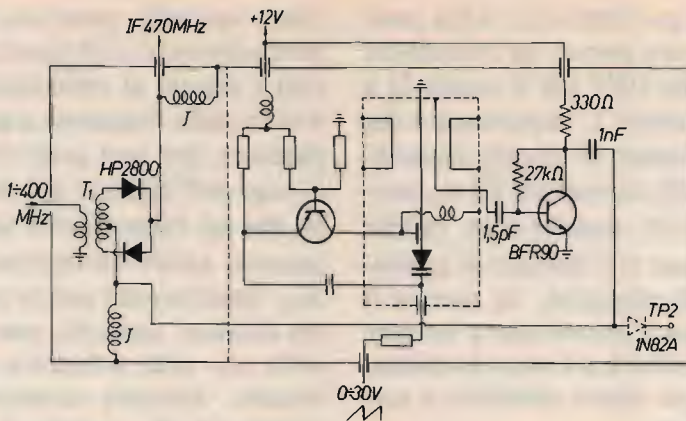 IF 470MHz
+12V
J
330Ω
1nF
HP2800
27kΩ
T1
1÷400
MHz
1,5pF
BFR90
TP2
J
1N82A
0÷30V